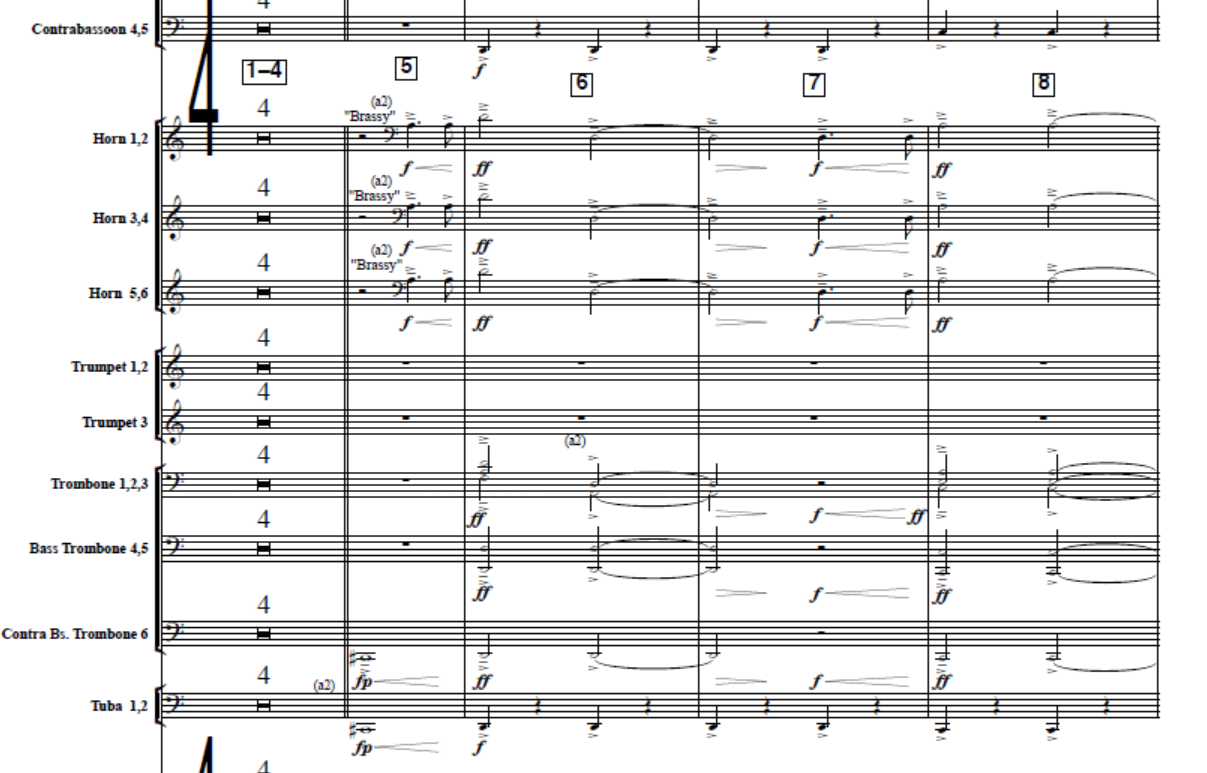 4
Contrabassoon 4,5
f
1–4 5 6 7 8
4 (a2)
"Brassy"
Horn 1,2
f ff f ff
4 (a2)
"Brassy"
Horn 3,4
f ff f ff
4 (a2)
"Brassy"
Horn 5,6
f ff f ff
4
Trumpet 1,2
4
Trumpet 3
4 (a2)
Trombone 1,2,3
ff f ff
4
Bass Trombone 4,5
ff f ff
4
Contra Bs. Trombone 6
fp ff f ff
4 (a2)
Tuba 1,2
fp f
4